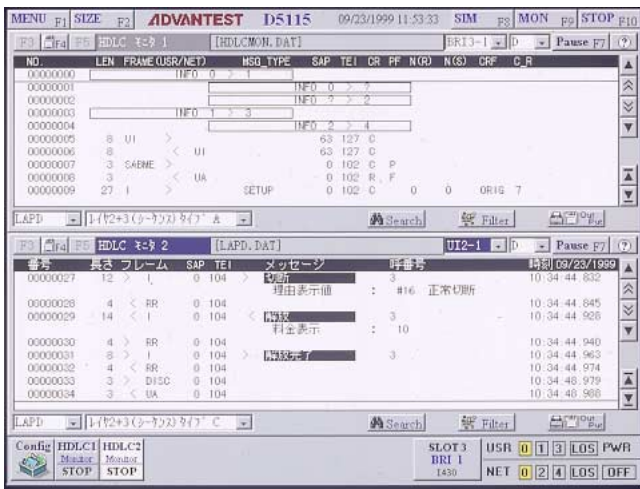 MENU F1 SIZE F2 ADVANTEST D5115 09/23/1999 11 53 33 SIM F8 MON F9 STOP F10
F3 F4 F5 HDLC モニタ 1 [HDLCMON.DAT] BRI3-1 D Pause F7 (?)
NO. LEN FRAME(USR/NET) MSG_TYPE SAP TEI CR PF N(R) N(S) CRF C_R
00000000 INFO 0 > 1
00000001 INFO 0 > ?
00000002 INFO ? > 2
00000003 INFO 1 > 3
00000004 INFO 2 > 4
00000005 8 UI > 63 127 C
00000006 8 < UI 63 127 C
00000007 3 SABME > 0 102 C P
00000008 3 < UA 0 102 R F
00000009 27 I > SETUP 0 102 C 0 0 ORIG 7
LAPD レイヤ2+3(シーケンス)タイプ A Search Filter Out Put
F3 F4 F5 HDLC モニタ 2 [LAPD.DAT] UI2-1 D Pause F7 (?)
番号 長さ フレーム SAP TEI メッセージ 呼番号 時刻 09/23/1999
00000027 12 > I 0 104 > 切断 3 10:34:44.832
理由表示値 : #16 正常切断
00000028 4 < RR 0 104 10:34:44.845
00000029 14 < I 0 104 < 解放 3 10:34:44.928
料金表示 : 10
00000030 4 > RR 0 104 10:34:44.940
00000031 8 > I 0 104 > 解放完了 3 10:34:44.963
00000032 4 < RR 0 104 10:34:44.974
00000033 3 > DISC 0 104 10:34:48.979
00000034 3 < UA 0 104 10:34:48.988
LAPD レイヤ2+3(シーケンス)タイプ C Search Filter Out Put
Config HDLC1 Monitor STOP HDLC2 Monitor STOP SLOT3 BRI 1 I430 USR 0 1 3 LOS PWR
NET 0 2 4 LOS OFF